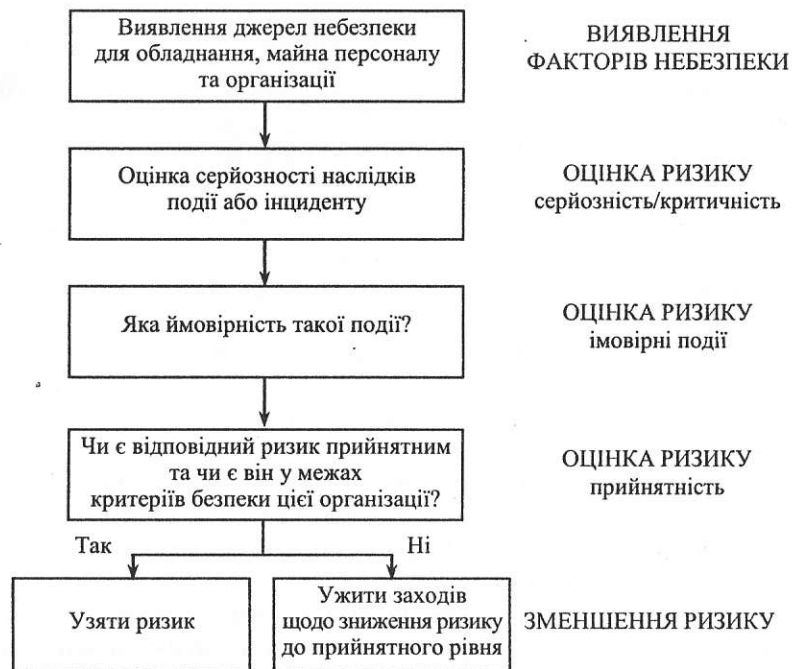 Виявлення джерел небезпеки
для обладнання, майна персоналу
та організації
ВИЯВЛЕННЯ
ФАКТОРІВ НЕБЕЗПЕКИ
Оцінка серйозності наслідків
події або інциденту
ОЦІНКА РИЗИКУ
серйозність/критичність
Яка ймовірність такої події?
ОЦІНКА РИЗИКУ
імовірні події
Чи є відповідний ризик прийнятним
та чи є він у межах
критеріїв безпеки цієї організації?
ОЦІНКА РИЗИКУ
прийнятність
Так
Ні
Узяти ризик
Ужити заходів
щодо зниження ризику
до прийнятного рівня
ЗМЕНШЕННЯ РИЗИКУ